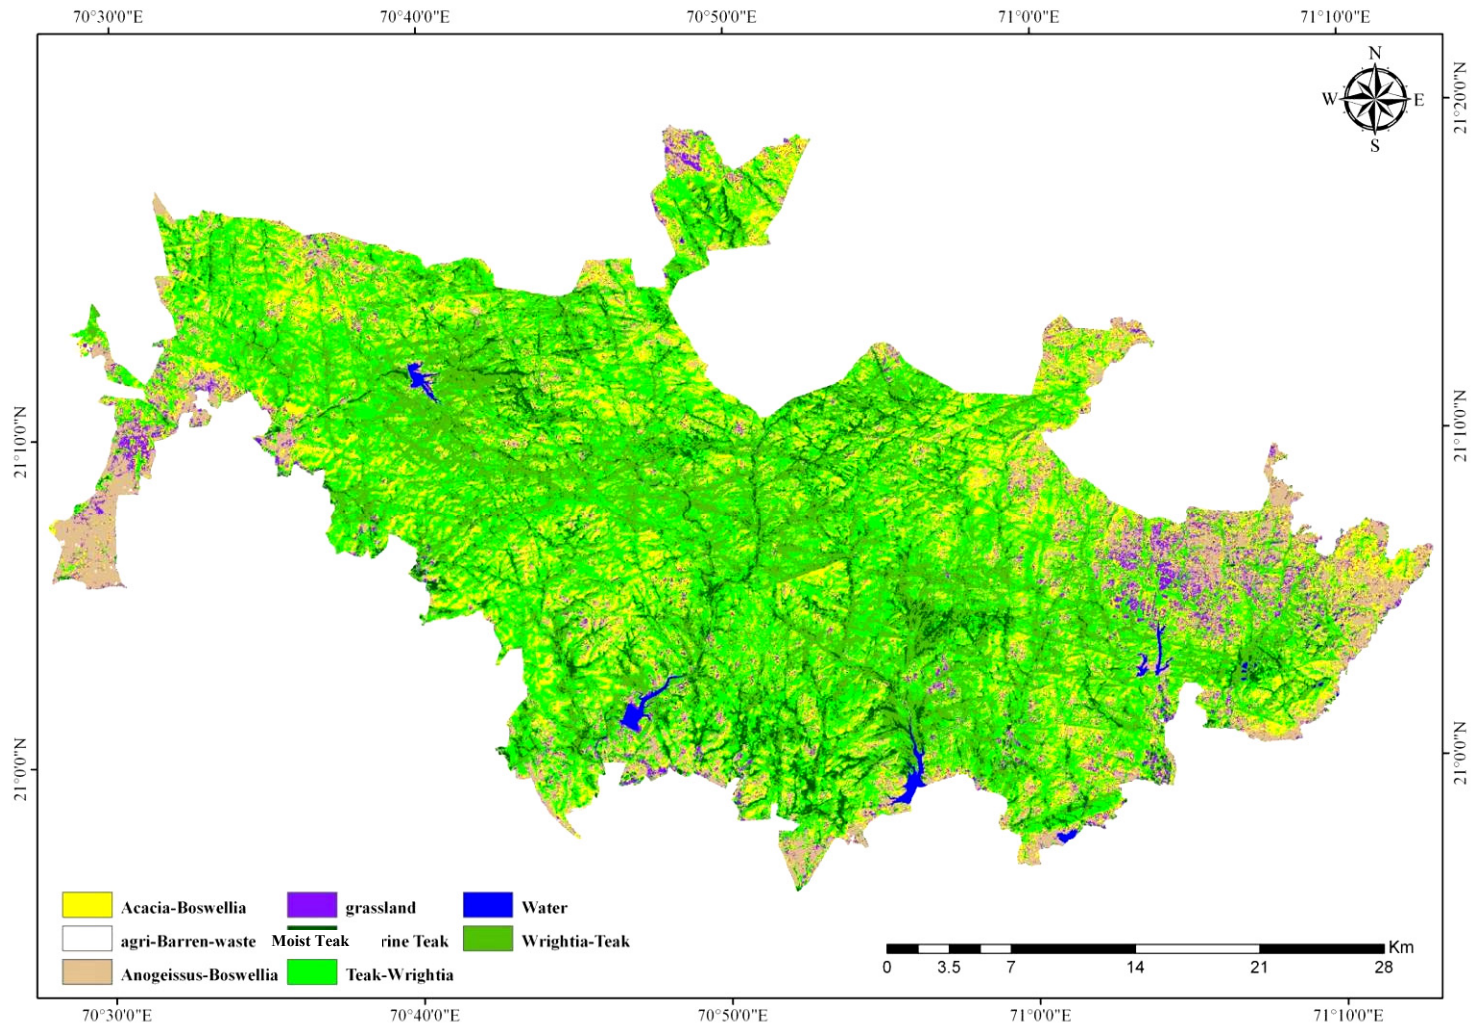 70°30'0"E 70°40'0"E 70°50'0"E 71°0'0"E 71°10'0"E
N
W E
S
21°20'0"N
21°10'0"N 21°10'0"N
21°0'0"N 21°0'0"N
Acacia-Boswellia grassland Water
agri-Barren-waste Moist Teak rine Teak Wrightia-Teak
Anogeissus-Boswellia Teak-Wrightia
Km
0 3.5 7 14 21 28
70°30'0"E 70°40'0"E 70°50'0"E 71°0'0"E 71°10'0"E